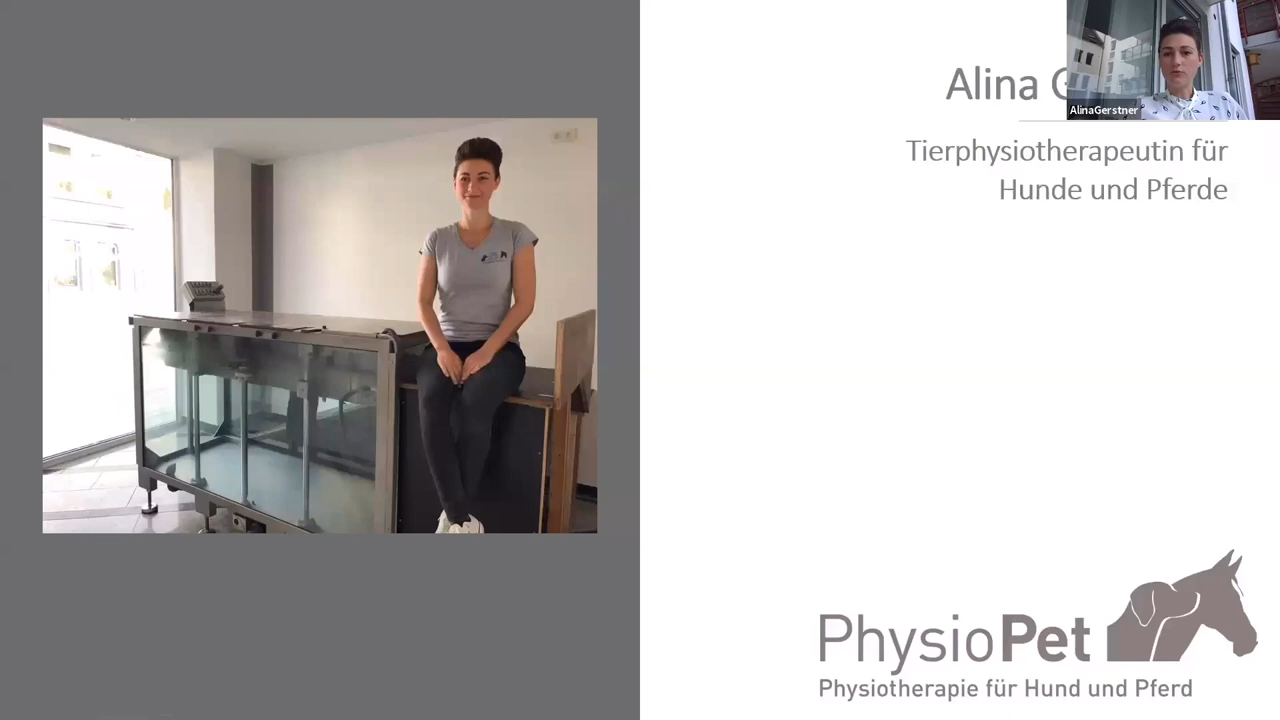 Alina G
AlinaGerstner
Tierphysiotherapeutin für
Hunde und Pferde
PhysioPet
Physiotherapie für Hund und Pferd